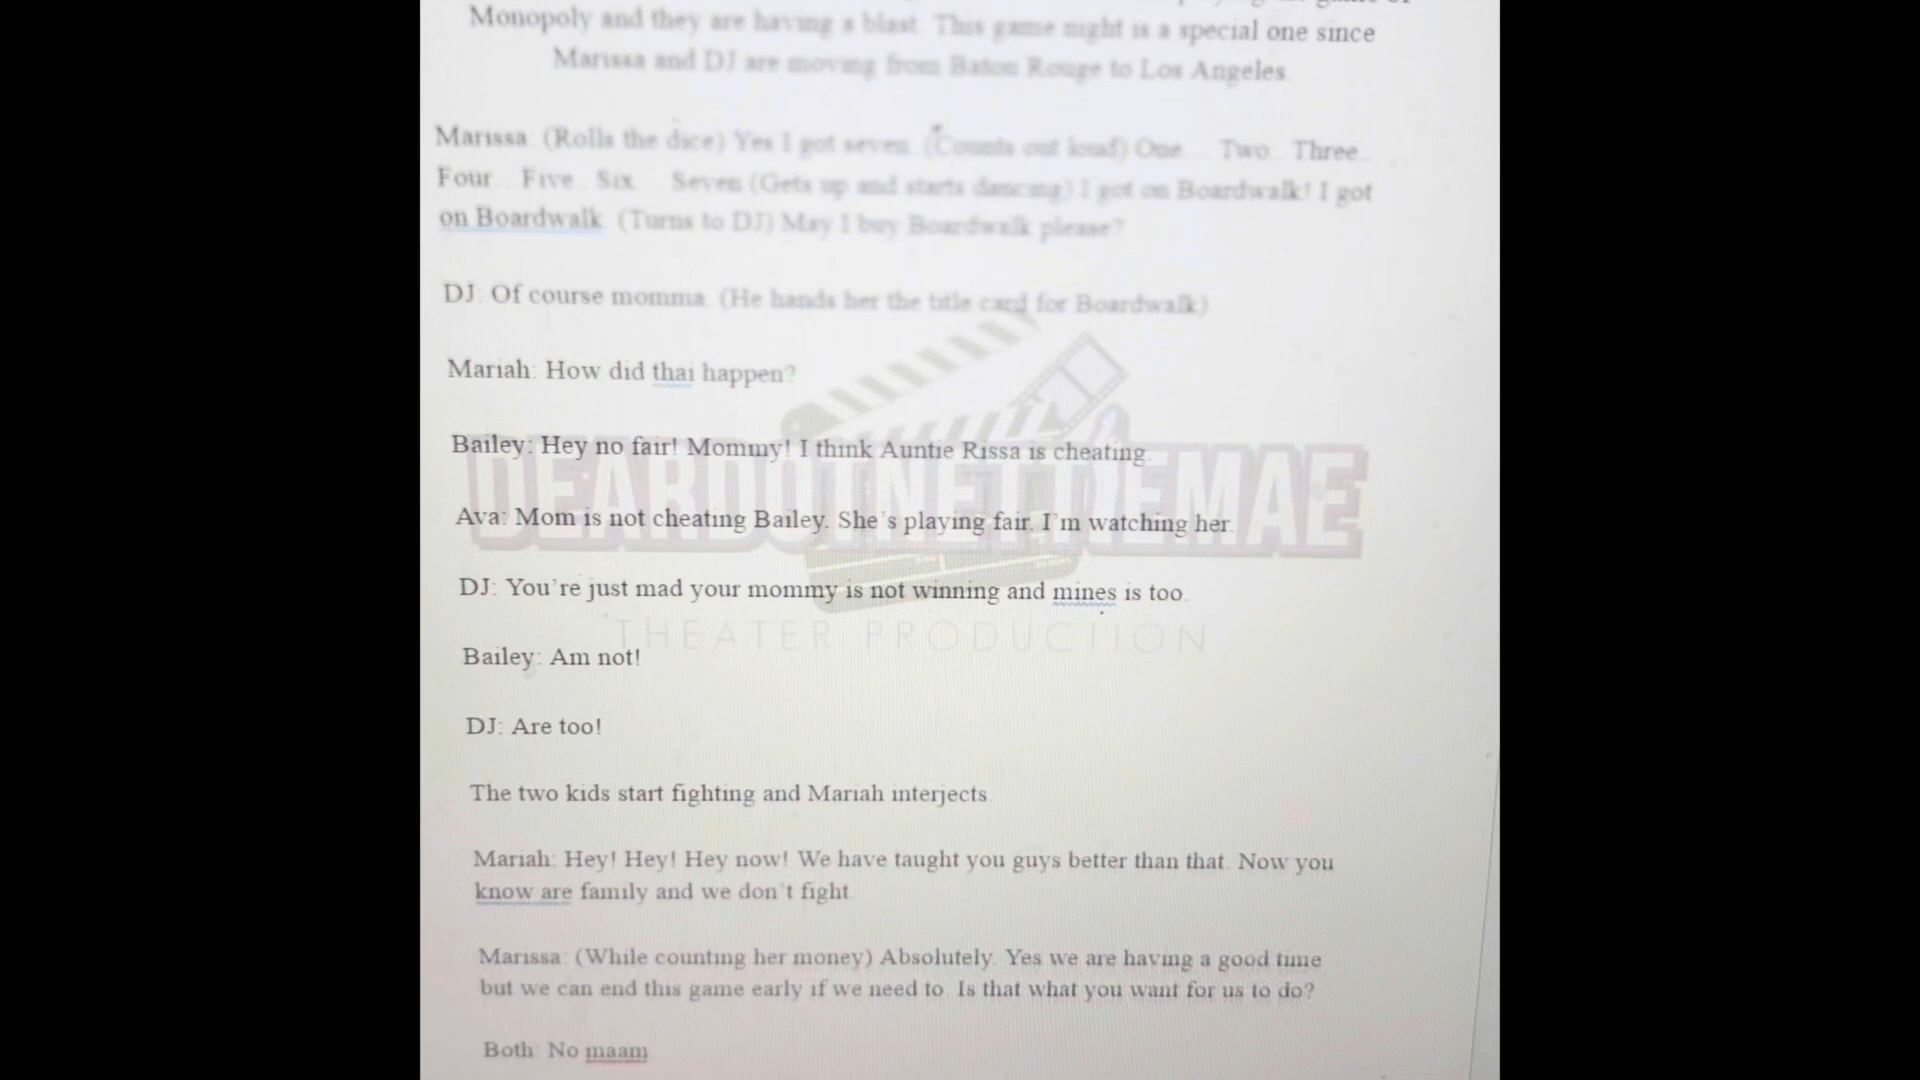 Monopoly and they are having a blast. This game night is a special one since
Marissa and DJ are moving from Baton Rouge to Los Angeles.
Marissa: (Rolls the dice) Yes I got seven. (Counts out loud) One... Two... Three...
Four... Five... Six... Seven (Gets up and starts dancing) I got on Boardwalk! I got
on Boardwalk. (Turns to DJ) May I buy Boardwalk please?
DJ: Of course momma. (He hands her the title card for Boardwalk)
Mariah: How did thai happen?
Bailey: Hey no fair! Mommy! I think Auntie Rissa is cheating.
DEARDOTNETTIEMAE
Ava: Mom is not cheating Bailey. She's playing fair. I'm watching her.
DJ: You're just mad your mommy is not winning and mines is too.
THEATER PRODUCTION
Bailey: Am not!
DJ: Are too!
The two kids start fighting and Mariah interjects.
Mariah: Hey! Hey! Hey now! We have taught you guys better than that. Now you
know are family and we don't fight.
Marissa: (While counting her money) Absolutely. Yes we are having a good time
but we can end this game early if we need to. Is that what you want for us to do?
Both: No maam